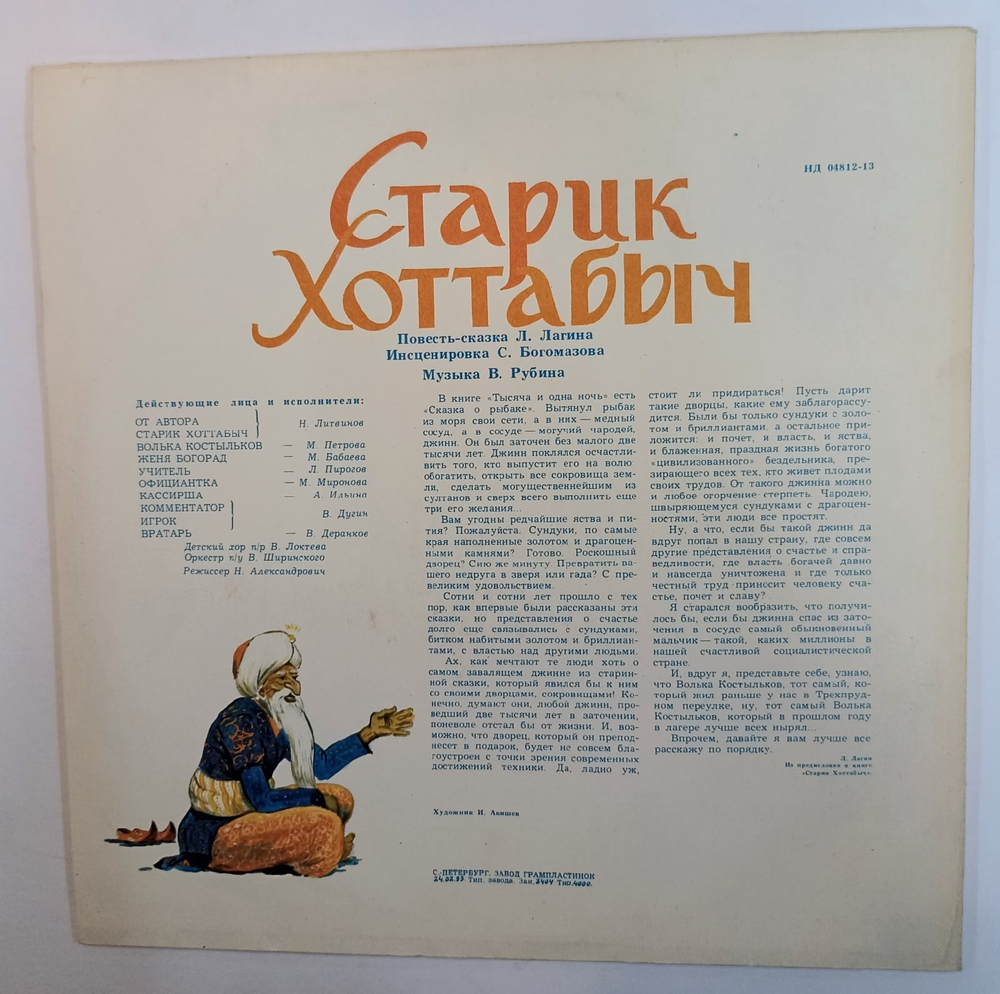 НД 04812-13
Старик
Хоттабыч
Повесть-сказка Л. Лагина
Инсценировка С. Богомазова
Музыка В. Рубина
Действующие лица и исполнители:
ОТ АВТОРА
СТАРИК ХОТТАБЫЧ } Н. Литвинов
ВОЛЬКА КОСТЫЛЬКОВ — М. Петрова
ЖЕНЯ БОГОРАД — М. Бабаева
УЧИТЕЛЬ — Л. Пирогов
ОФИЦИАНТКА — М. Миронова
КАССИРША — А. Ильина
КОММЕНТАТОР
ИГРОК } В. Дугин
ВРАТАРЬ — В. Деранков
Детский хор п/р В. Локтева
Оркестр п/у В. Ширинского
Режиссер Н. Александрович
В книге «Тысяча и одна ночь» есть
«Сказка о рыбаке». Вытянул рыбак
из моря свои сети, а в них — медный
сосуд, а в сосуде — могучий чародей,
джинн. Он был заточен без малого две
тысячи лет. Джинн поклялся осчастли-
вить того, кто выпустит его на волю
обогатить, открыть все сокровища зем-
ли, сделать могущественнейшим из
султанов и сверх всего выполнить еще
три его желания...
Вам угодны редчайшие яства и пи-
тия? Пожалуйста. Сундуки, по самые
края наполненные золотом и драгоцен-
ными камнями? Готово. Роскошный
дворец? Сию же минуту. Превратить ва-
шего недруга в зверя или гада? С пре-
великим удовольствием.
Сотни и сотни лет прошло с тех
пор, как впервые были рассказаны эти
сказки, но представления о счастье
долго еще связывались с сундуками,
битком набитыми золотом и бриллиан-
тами, с властью над другими людьми.
Ах, как мечтают те люди хоть о
самом завалящем джинне из старин-
ной сказки, который явился бы к ним
со своими дворцами, сокровищами! Ко-
нечно, думают они, любой джинн, про-
ведший две тысячи лет в заточении,
поневоле отстал бы от жизни. И, воз-
можно, что дворец, который он препод-
несет в подарок, будет не совсем бла-
гоустроен с точки зрения современных
достижений техники. Да, ладно уж,
стоит ли придираться! Пусть дарит
такие дворцы, какие ему заблагорассу-
дится. Были бы только сундуки с золо-
том и бриллиантами, а остальное при-
ложится: и почет, и власть, и яства,
и блаженная, праздная жизнь богатого
«цивилизованного» бездельника, пре-
зирающего всех тех, кто живет плодами
своих трудов. От такого джинна можно
и любое огорчение стерпеть. Чародею,
швыряющемуся сундуками с драгоцен-
ностями, эти люди все простят.
Ну, а что, если бы такой джинн да
вдруг попал в нашу страну, где совсем
другие представления о счастье и спра-
ведливости, где власть богачей давно
и навсегда уничтожена и где только
честный труд приносит человеку сча-
стье, почет и славу?
Я старался вообразить, что получи-
лось бы, если бы джинна спас из зато-
чения в сосуде самый обыкновенный
мальчик — такой, каких миллионы в
нашей счастливой социалистической
стране.
И, вдруг я, представьте себе, узнаю,
что Волька Костыльков, тот самый, ко-
торый жил раньше у нас в Трехпруд-
ном переулке, ну, тот самый Волька
Костыльков, который в прошлом году
в лагере лучше всех нырял...
Впрочем, давайте я вам лучше все
расскажу по порядку.
Л. Лагин
Из предисловия к книге
«Старик Хоттабыч».
Художник И. Акишев
С.-ПЕТЕРБУРГ, ЗАВОД ГРАМПЛАСТИНОК
Тип. завода. Зак. 3404 Тир. 4000.